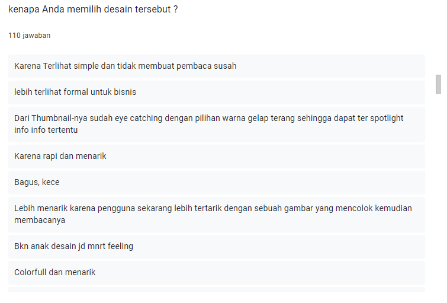 kenapa Anda memilih desain tersebut ?
110 jawaban
Karena Terlihat simple dan tidak membuat pembaca susah
lebih terlihat formal untuk bisnis
Dari Thumbnail-nya sudah eye catching dengan pilihan warna gelap terang sehingga dapat ter spotlight
info info tertentu
Karena rapi dan menarik
Bagus, kece
Lebih menarik karena pengguna sekarang lebih tertarik dengan sebuah gambar yang mencolok kemudian
membacanya
Bkn anak desain jd mnrt feeling
Colorfull dan menarik